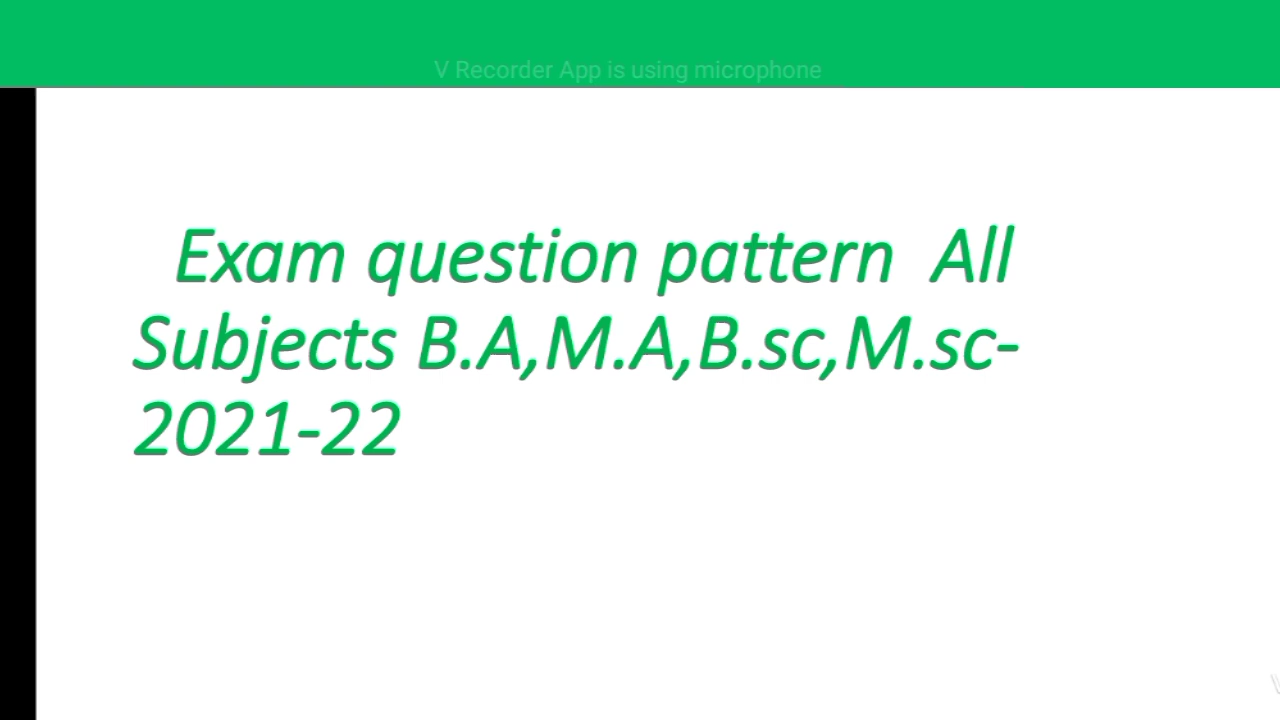 V Recorder App is using microphone
Exam question pattern All
Subjects B.A,M.A,B.sc,M.sc-
2021-22